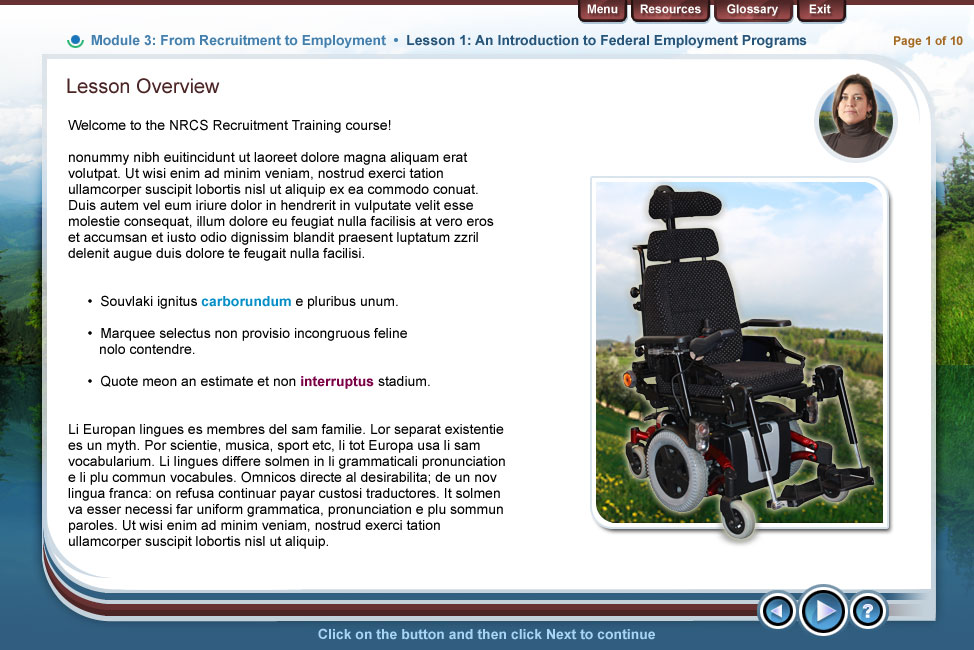 Menu Resources Glossary Exit
Module 3: From Recruitment to Employment • Lesson 1: An Introduction to Federal Employment Programs
Page 1 of 10
Lesson Overview
Welcome to the NRCS Recruitment Training course!
nonummy nibh euitincidunt ut laoreet dolore magna aliquam erat
volutpat. Ut wisi enim ad minim veniam, nostrud exerci tation
ullamcorper suscipit lobortis nisl ut aliquip ex ea commodo conuat.
Duis autem vel eum iriure dolor in hendrerit in vulputate velit esse
molestie consequat, illum dolore eu feugiat nulla facilisis at vero eros
et accumsan et iusto odio dignissim blandit praesent luptatum zzril
delenit augue duis dolore te feugait nulla facilisi.
• Souvlaki ignitus carborundum e pluribus unum.
• Marquee selectus non provisio incongruous feline
nolo contendre.
• Quote meon an estimate et non interruptus stadium.
Li Europan lingues es membres del sam familie. Lor separat existentie
es un myth. Por scientie, musica, sport etc, li tot Europa usa li sam
vocabularium. Li lingues differe solmen in li grammaticali pronunciation
e li plu commun vocabules. Omnicos directe al desirabilita; de un nov
lingua franca: on refusa continuar payar custosi traductores. It solmen
va esser necessi far uniform grammatica, pronunciation e plu sommun
paroles. Ut wisi enim ad minim veniam, nostrud exerci tation
ullamcorper suscipit lobortis nisl ut aliquip.
?
Click on the button and then click Next to continue